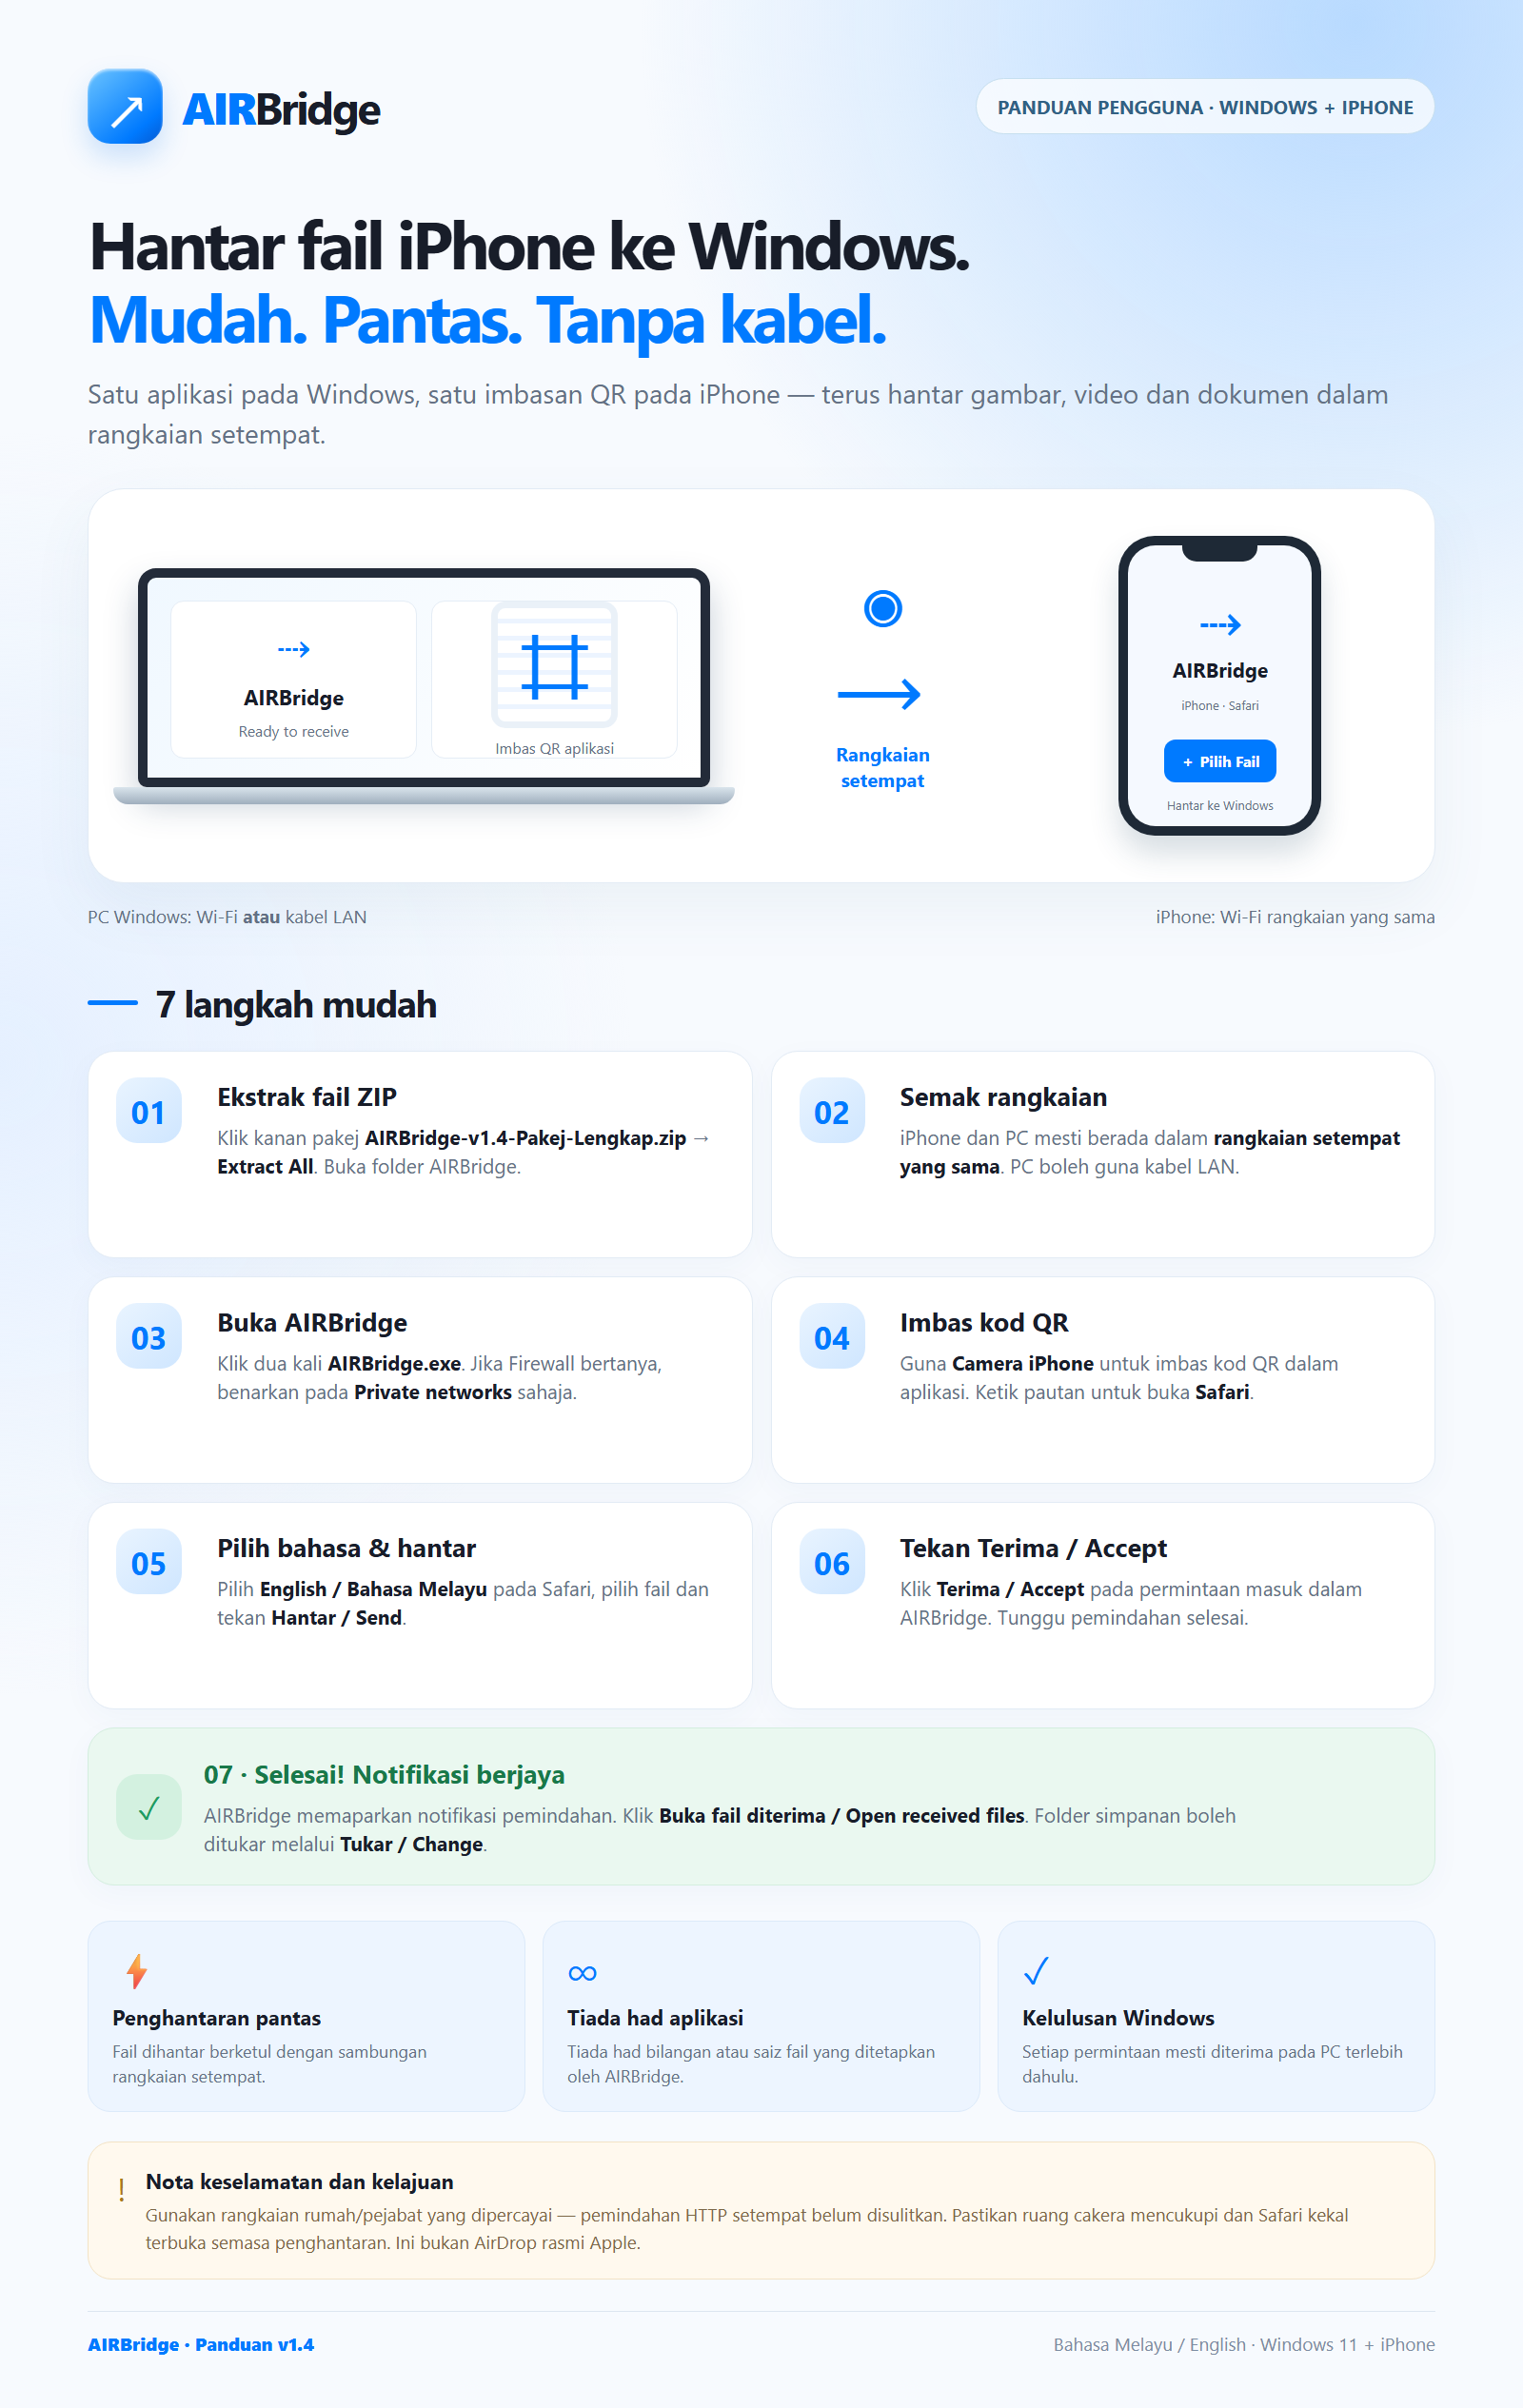 AIRBridge
PANDUAN PENGGUNA · WINDOWS + IPHONE
Hantar fail iPhone ke Windows.
Mudah. Pantas. Tanpa kabel.
Satu aplikasi pada Windows, satu imbasan QR pada iPhone — terus hantar gambar, video dan dokumen dalam
rangkaian setempat.
AIRBridge
Ready to receive
Imbas QR aplikasi
Rangkaian
setempat
AIRBridge
iPhone · Safari
+ Pilih Fail
Hantar ke Windows
PC Windows: Wi-Fi atau kabel LAN
iPhone: Wi-Fi rangkaian yang sama
7 langkah mudah
01
Ekstrak fail ZIP
Klik kanan pakej AIRBridge-v1.4-Pakej-Lengkap.zip →
Extract All. Buka folder AIRBridge.
02
Semak rangkaian
iPhone dan PC mesti berada dalam rangkaian setempat
yang sama. PC boleh guna kabel LAN.
03
Buka AIRBridge
Klik dua kali AIRBridge.exe. Jika Firewall bertanya,
benarkan pada Private networks sahaja.
04
Imbas kod QR
Guna Camera iPhone untuk imbas kod QR dalam
aplikasi. Ketik pautan untuk buka Safari.
05
Pilih bahasa & hantar
Pilih English / Bahasa Melayu pada Safari, pilih fail dan
tekan Hantar / Send.
06
Tekan Terima / Accept
Klik Terima / Accept pada permintaan masuk dalam
AIRBridge. Tunggu pemindahan selesai.
07 · Selesai! Notifikasi berjaya
AIRBridge memaparkan notifikasi pemindahan. Klik Buka fail diterima / Open received files. Folder simpanan boleh
ditukar melalui Tukar / Change.
Penghantaran pantas
Fail dihantar berketul dengan sambungan
rangkaian setempat.
Tiada had aplikasi
Tiada had bilangan atau saiz fail yang ditetapkan
oleh AIRBridge.
Kelulusan Windows
Setiap permintaan mesti diterima pada PC terlebih
dahulu.
! Nota keselamatan dan kelajuan
Gunakan rangkaian rumah/pejabat yang dipercayai — pemindahan HTTP setempat belum disulitkan. Pastikan ruang cakera mencukupi dan Safari kekal
terbuka semasa penghantaran. Ini bukan AirDrop rasmi Apple.
AIRBridge · Panduan v1.4
Bahasa Melayu / English · Windows 11 + iPhone